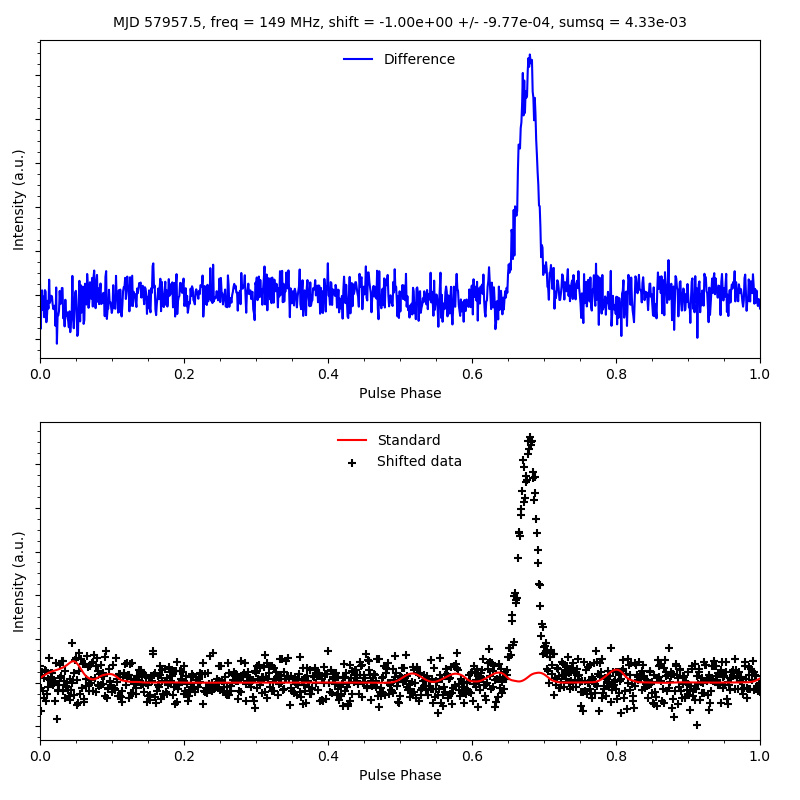 MJD 57957.5, freq = 149 MHz, shift = -1.00e+00 +/- -9.77e-04, sumsq = 4.33e-03
Difference
Intensity (a.u.)
0.0 0.2 0.4 0.6 0.8 1.0
Pulse Phase
Standard
Shifted data
Intensity (a.u.)
0.0 0.2 0.4 0.6 0.8 1.0
Pulse Phase